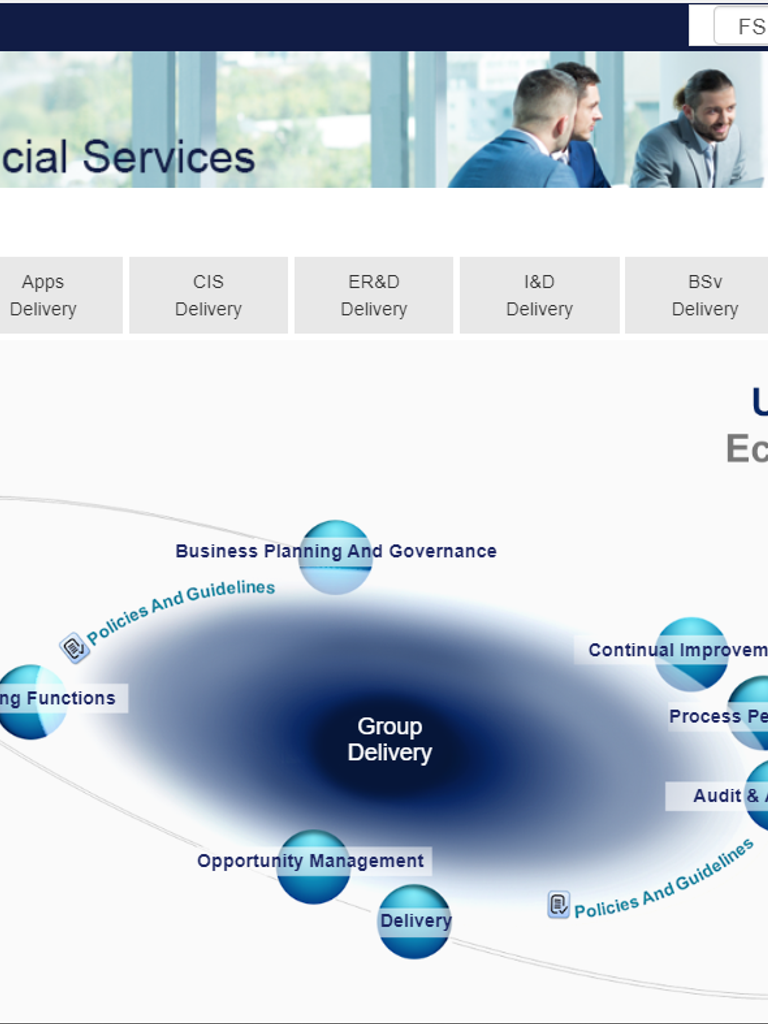 FS
cial Services
Apps
Delivery
CIS
Delivery
ER&D
Delivery
I&D
Delivery
BSv
Delivery
U
Ec
Business Planning And Governance
Policies And Guidelines
Continual Improvem
ng Functions
Process Pe
Group
Delivery
Audit & A
Opportunity Management
Policies And Guidelines
Delivery